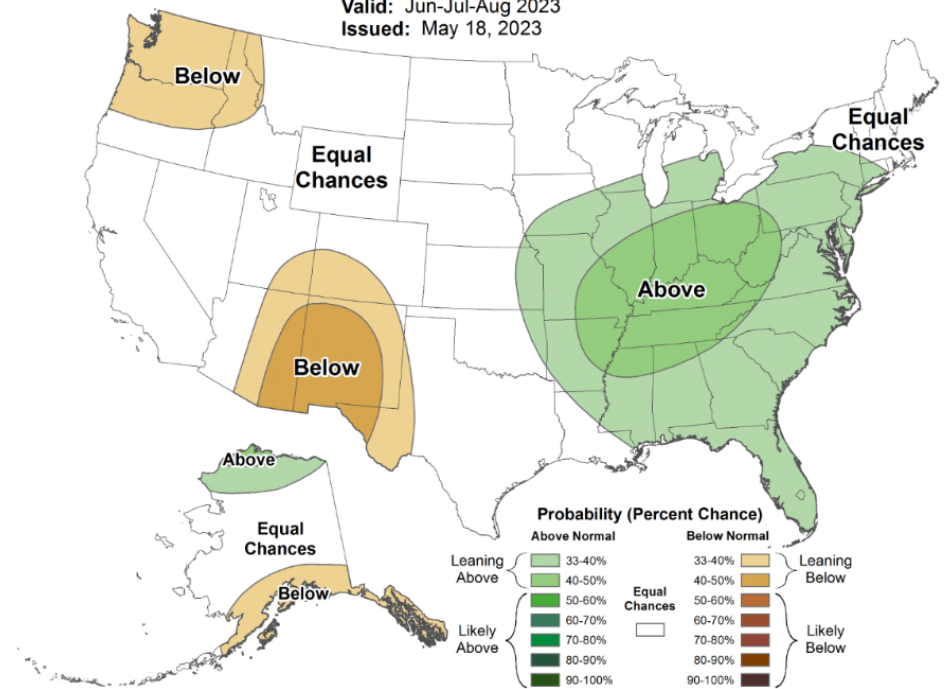 Valid: Jun-Jul-Aug 2023
Issued: May 18, 2023
Below
Equal
Chances
Equal
Chances
Above
Below
Above
Equal
Chances
Below
Probability (Percent Chance)
Above Normal
Below Normal
Leaning
Above
33-40%
40-50%
Likely
Above
50-60%
60-70%
70-80%
80-90%
90-100%
Equal
Chances
33-40%
40-50%
Leaning
Below
50-60%
60-70%
70-80%
80-90%
90-100%
Likely
Below